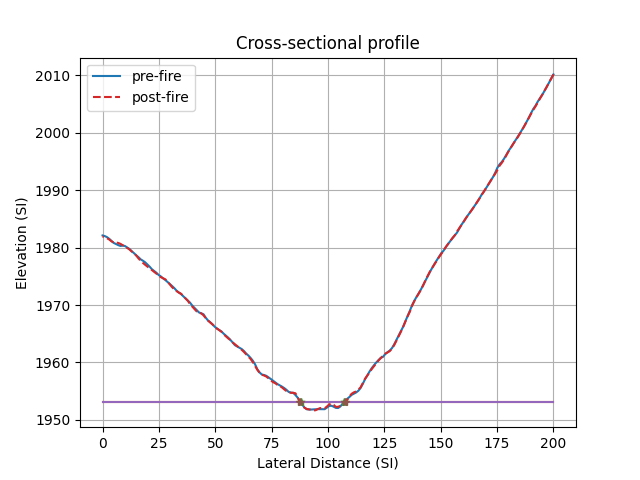 Cross-sectional profile
pre-fire
post-fire
2010
2000
1990
1980
1970
1960
1950
Elevation (SI)
0 25 50 75 100 125 150 175 200
Lateral Distance (SI)